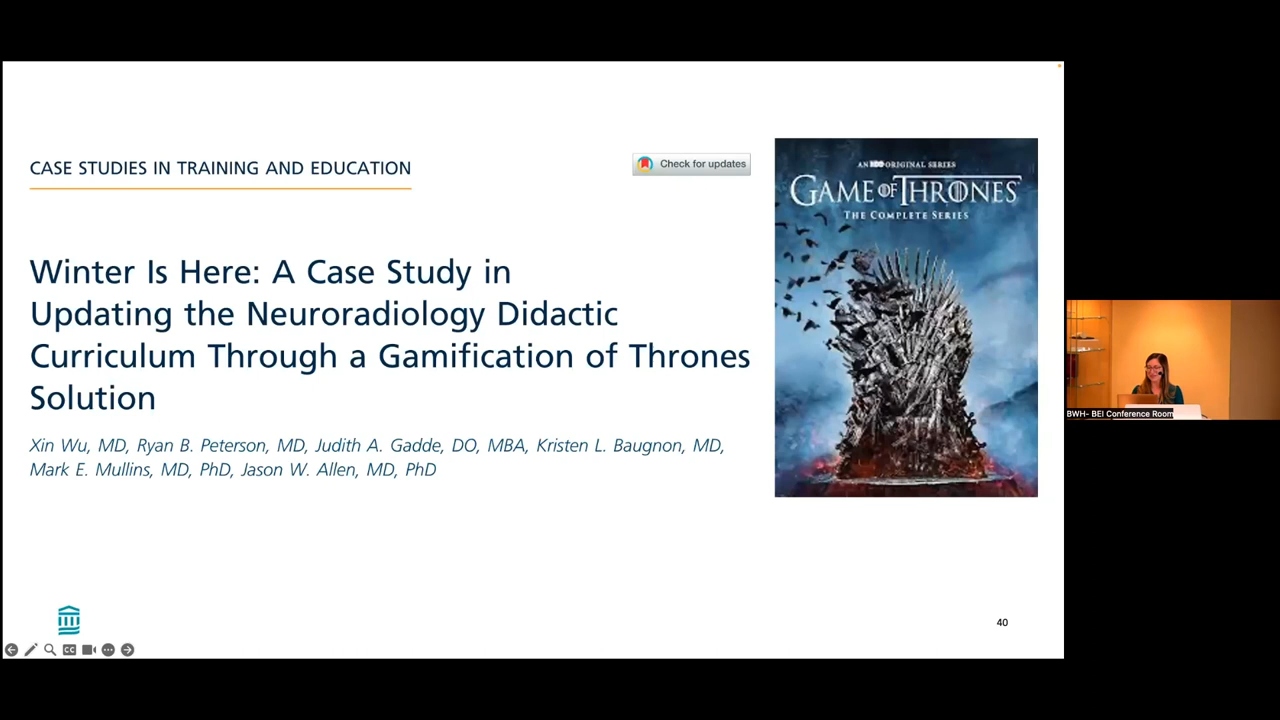 CASE STUDIES IN TRAINING AND EDUCATION
Check for updates
Winter Is Here: A Case Study in
Updating the Neuroradiology Didactic
Curriculum Through a Gamification of Thrones
Solution
Xin Wu, MD, Ryan B. Peterson, MD, Judith A. Gadde, DO, MBA, Kristen L. Baugnon, MD,
Mark E. Mullins, MD, PhD, Jason W. Allen, MD, PhD
AN HBO ORIGINAL SERIES
GAME OF THRONES
THE COMPLETE SERIES
40
CC
BWH- BEI Conference Room